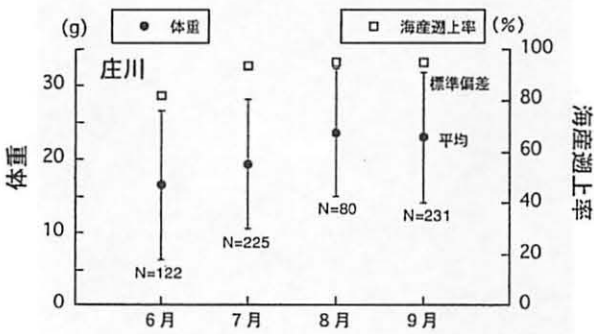 (g)
体重
海産遡上率
(%)
庄川
標準偏差
平均
N=122
N=225
N=80
N=231
体重
30
20
10
0
100
80
60
40
20
0
海産遡上率
6月
7月
8月
9月